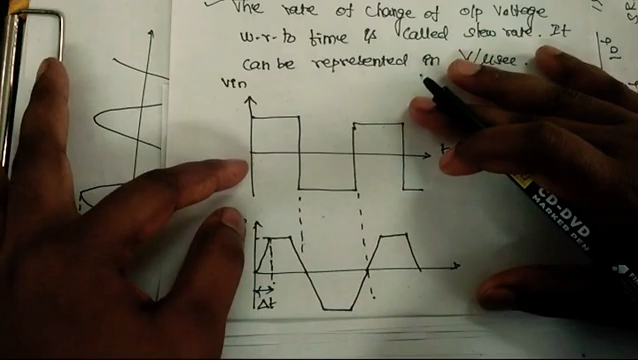 The rate of change of o/p voltage
w.r.to time is called slew rate. It
can be represented in V/μsec.
Vin
Δt
CD-DVD
MARKER PEN